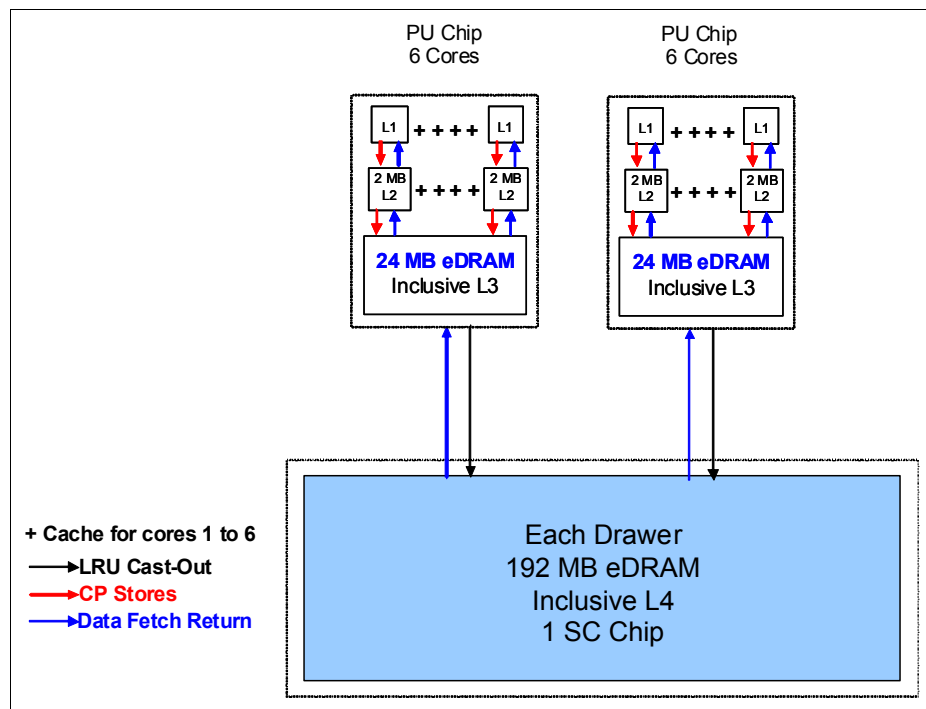 PU Chip
6 Cores
PU Chip
6 Cores
L1
+ + + +
L1
L1
+ + + +
L1
2 MB
L2
+ + + +
2 MB
L2
2 MB
L2
+ + + +
2 MB
L2
24 MB eDRAM
Inclusive L3
24 MB eDRAM
Inclusive L3
Each Drawer
192 MB eDRAM
Inclusive L4
1 SC Chip
+ Cache for cores 1 to 6
LRU Cast-Out
CP Stores
Data Fetch Return